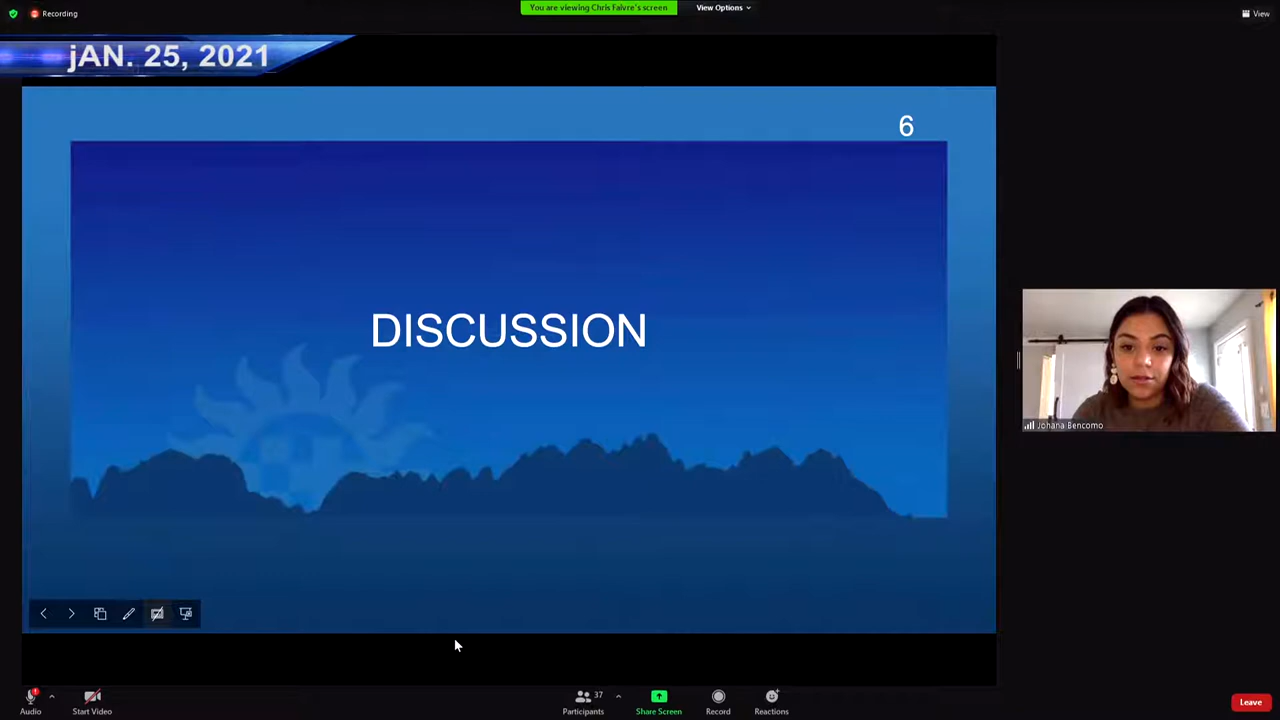 Recording
You are viewing Chris Faivre's screen
View Options
View
jAN. 25, 2021
6
DISCUSSION
Johana Bencomo
Audio
Start Video
Participants
37
Share Screen
Record
Reactions
Leave